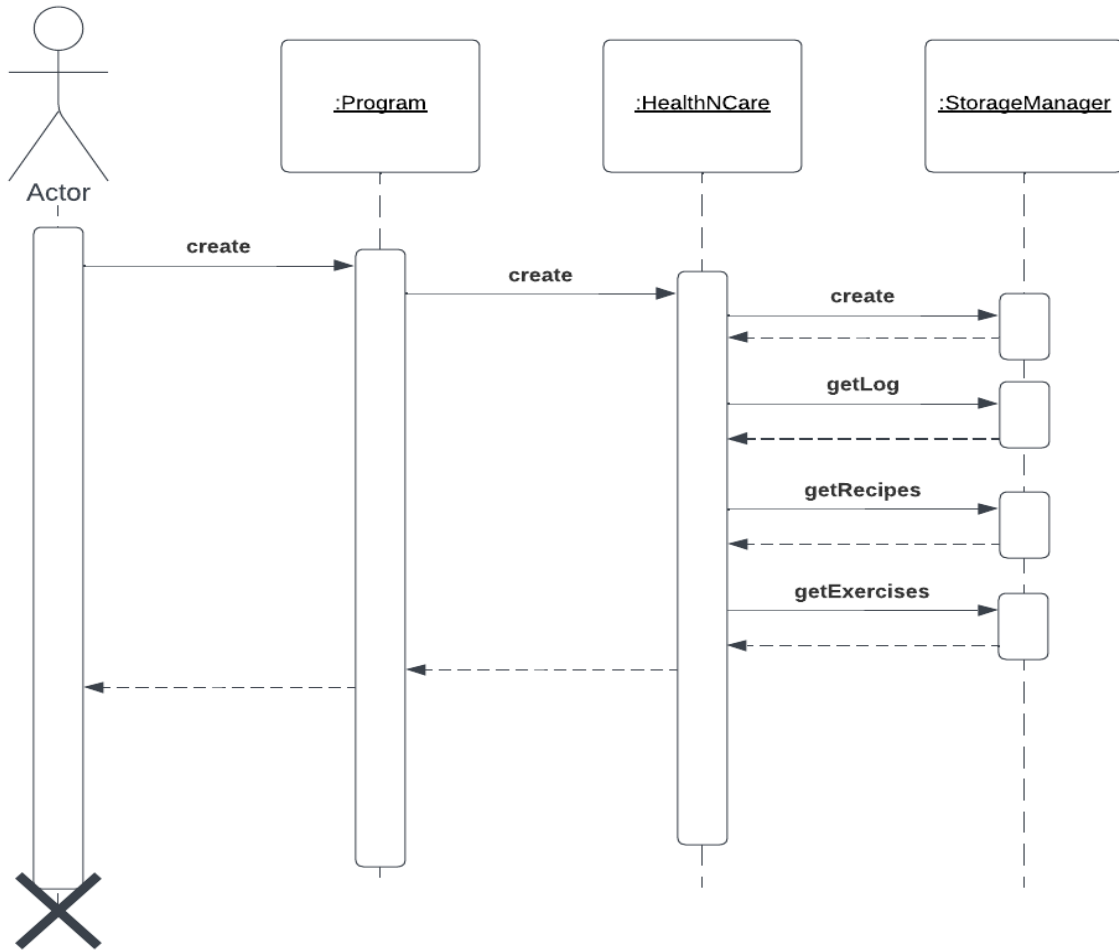 :Program
:HealthNCare
:StorageManager
Actor
create
create
create
getLog
getRecipes
getExercises